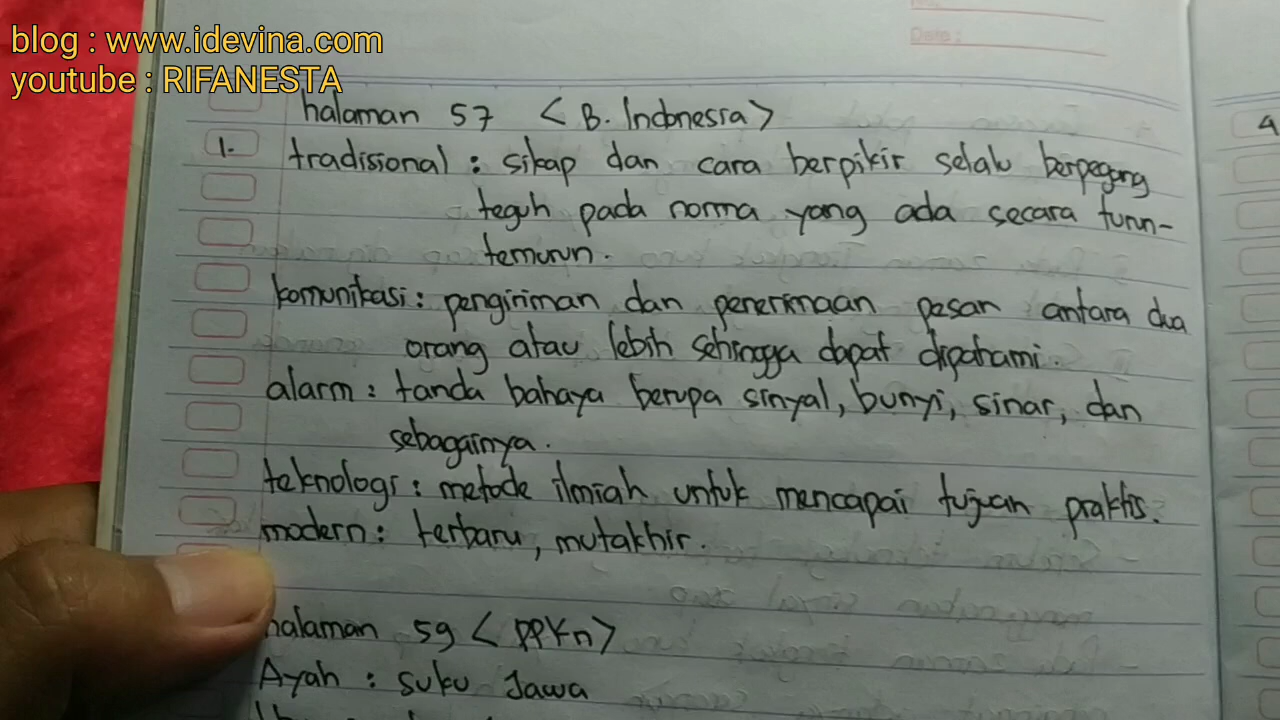 blog : www.idevina.com
youtube : RIFANESTA
Date :
halaman 57 < B. Indonesia >
1. tradisional : sikap dan cara berpikir selalu berpegang
teguh pada norma yang ada secara turun-
temurun.
komunikasi : pengiriman dan penerimaan pesan antara dua
orang atau lebih sehingga dapat dipahami.
alarm : tanda bahaya berupa sinyal, bunyi, sinar, dan
sebagainya.
teknologi : metode ilmiah untuk mencapai tujuan praktis.
modern : terbaru, mutakhir.
halaman 59 < PPKn >
Ayah : suku Jawa
4